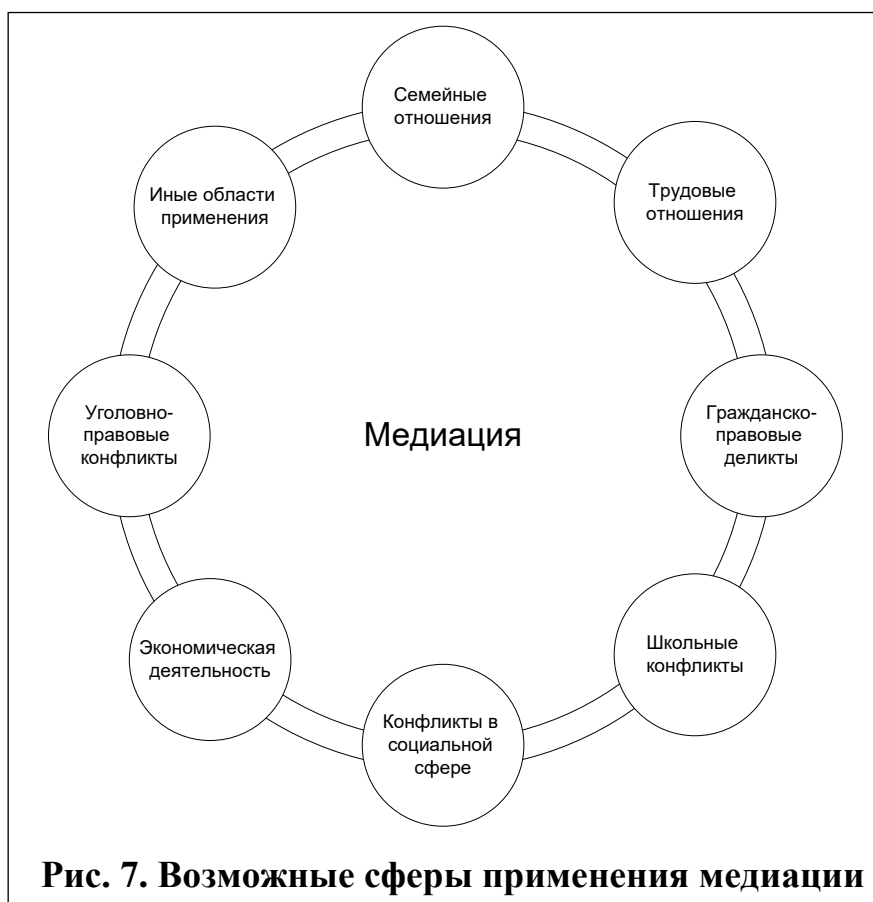 Семейные
отношения
Трудовые
отношения
Гражданско-
правовые
деликты
Школьные
конфликты
Конфликты в
социальной
сфере
Экономическая
деятельность
Уголовно-
правовые
конфликты
Иные области
применения
Медиация
Рис. 7. Возможные сферы применения медиации